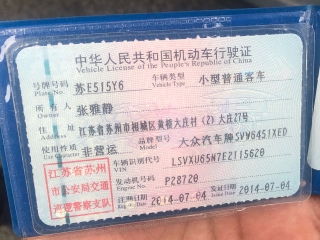 中华人民共和国机动车行驶证
Vehicle License of the People's Republic of China
号牌号码 苏E515Y6 车辆类型 小型普通客车
Plate No. Vehicle Type
所有人 张雅静
Owner
住址 江苏省苏州市相城区黄桥大庄村(2)大庄27号
使用性质 非营运 品牌型号 大众汽车牌SVW6451XED
Use Character
车辆识别代号 LSVXU65N7E2115620
VIN
江苏省苏州
市公安局交通
巡逻警察支队
发动机号码 P28720
Engine No.
注册日期 2014-07-04 发证日期 2014-07-04